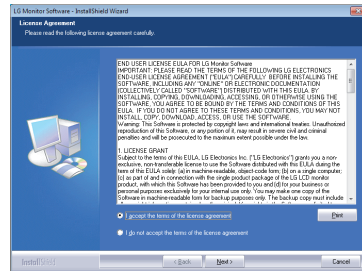 LG Monitor Software - InstallShield Wizard
License Agreement
Please read the following license agreement carefully.
END USER LICENSE EULA FOR LG Monitor Software
IMPORTANT: PLEASE READ THE TERMS OF THE FOLLOWING LG ELECTRONICS
END-USER LICENSE AGREEMENT ("EULA") CAREFULLY BEFORE INSTALLING THE
SOFTWARE, INCLUDING ANY "ONLINE" OR ELECTRONIC DOCUMENTATION
(COLLECTIVELY CALLED "SOFTWARE") DISTRIBUTED WITH THIS EULA. BY
INSTALLING, COPYING, DOWNLOADING, ACCESSING, OR OTHERWISE USING THE
SOFTWARE, YOU AGREE TO BE BOUND BY THE TERMS AND CONDITIONS OF THIS
EULA. IF YOU DO NOT AGREE TO THESE TERMS AND CONDITIONS, YOU MAY NOT
INSTALL, COPY, DOWNLOAD, ACCESS, OR USE THE SOFTWARE.
Warning: This Software is protected by copyright laws and international treaties. Unauthorized
reproduction of this Software, or any portion of it, may result in severe civil and criminal
penalties and will be prosecuted to the maximum extent possible under the law.
1. LICENSE GRANT
Subject to the terms of this EULA, LG Electronics Inc. ("LG Electronics") grants you a non-
exclusive, non-transferable license to use the Software distributed with this EULA during the
term of this EULA solely: (a) in machine-readable, object-code form; (b) on a single computer;
(c) as part of and in connection with the single product package of the LG LCD monitor
product, with which this Software has been provided to you and (d) for your business or
personal purposes exclusively for your internal use only. You may make one copy of the
Software in machine-readable form for backup purposes only. The backup copy must include
I accept the terms of the license agreement
Print
I do not accept the terms of the license agreement
InstallShield
< Back
Next >
Cancel